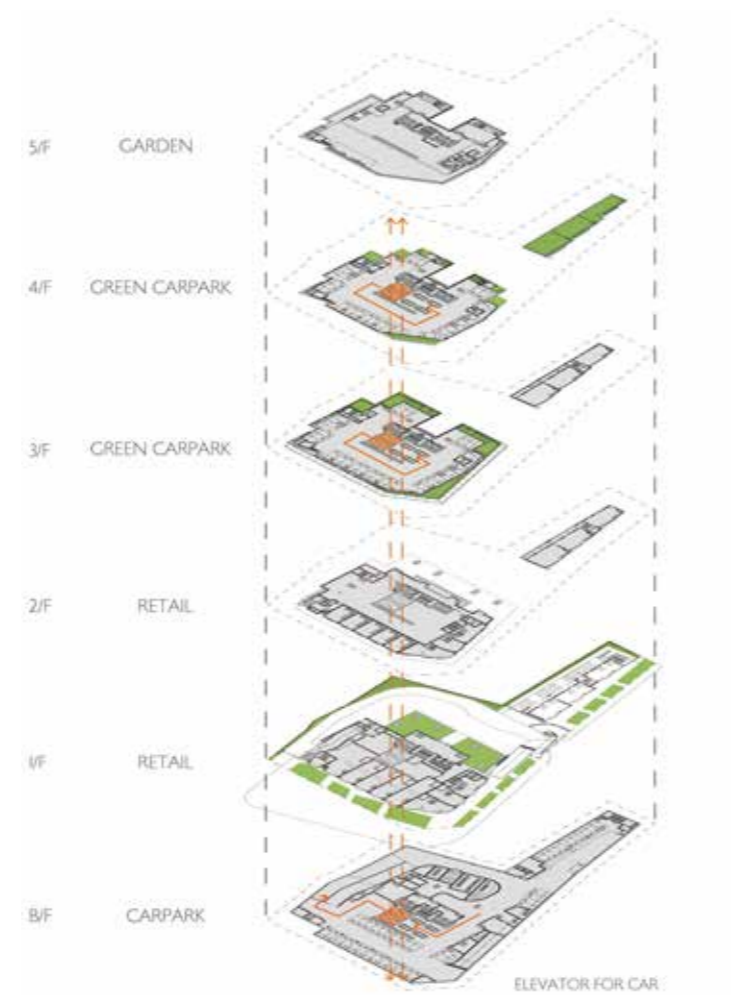 5/F GARDEN
4/F GREEN CARPARK
3/F GREEN CARPARK
2/F RETAIL
1/F RETAIL
B/F CARPARK
ELEVATOR FOR CAR